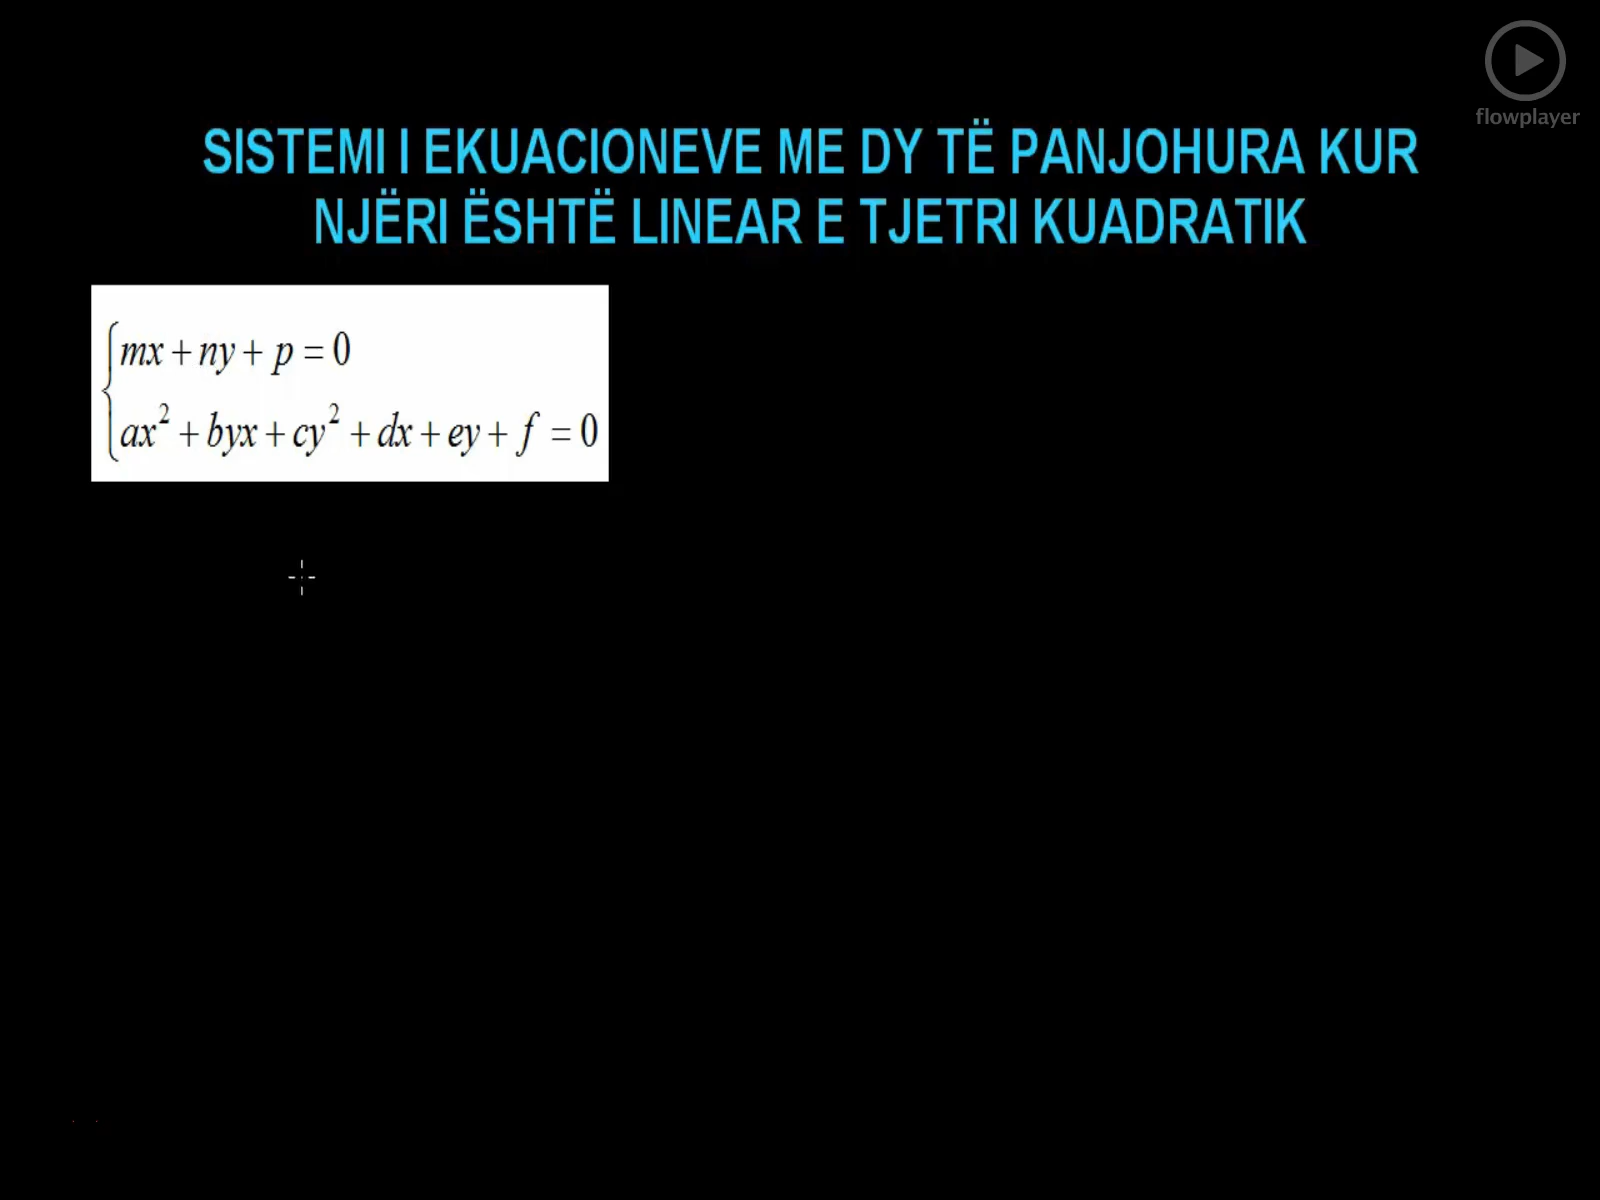 flowplayer
SISTEMI I EKUACIONEVE ME DY TË PANJOHURA KUR
NJËRI ËSHTË LINEAR E TJETRI KUADRATIK
mx + ny + p = 0
ax² + byx + cy² + dx + ey + f = 0